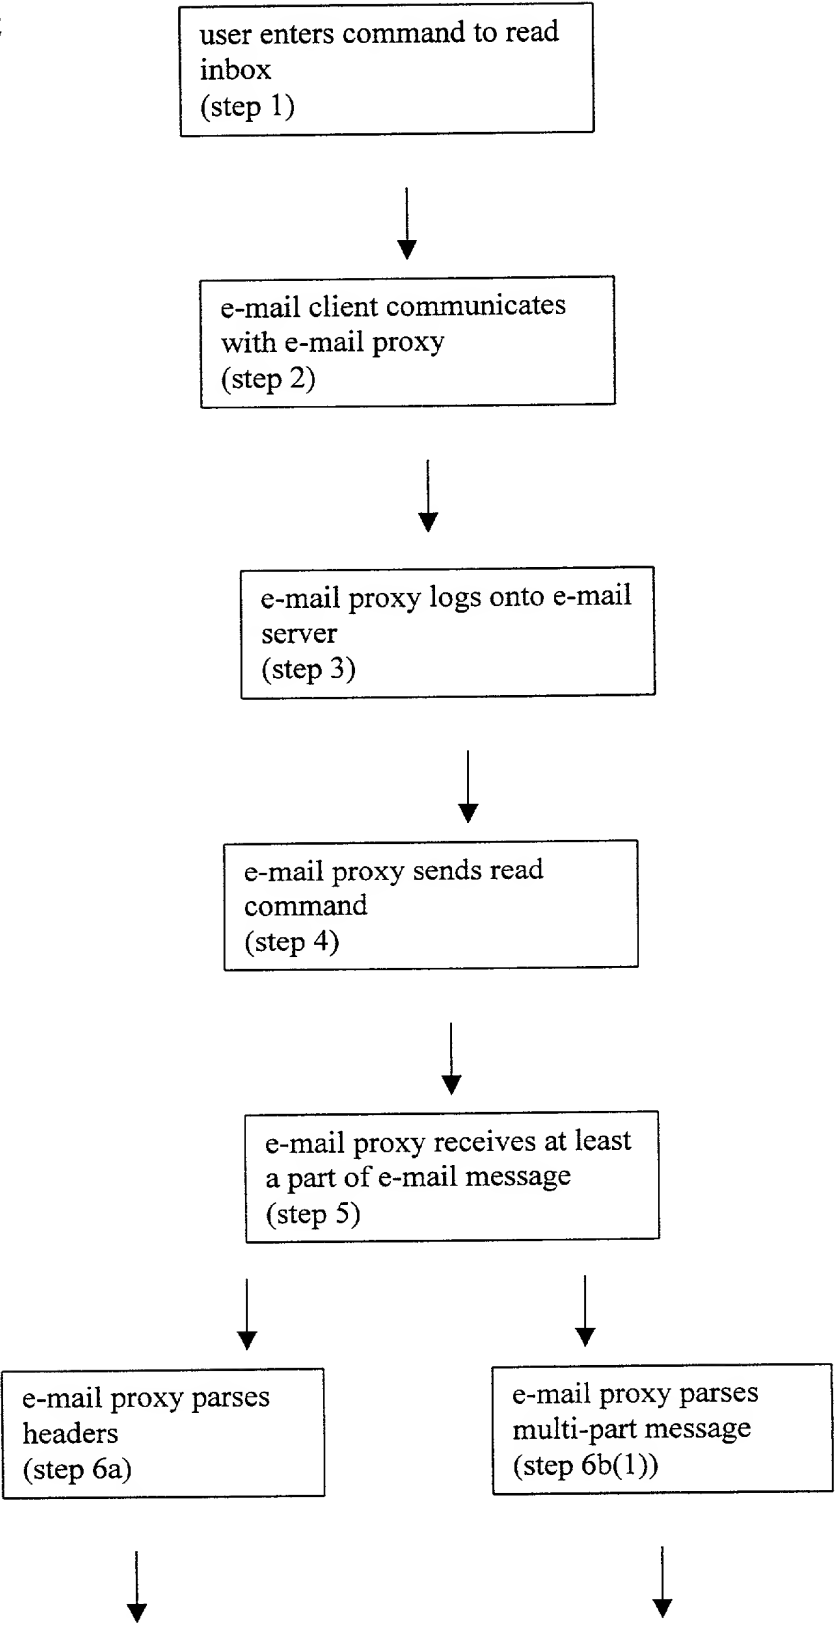 user enters command to read
inbox
(step 1)
e-mail client communicates
with e-mail proxy
(step 2)
e-mail proxy logs onto e-mail
server
(step 3)
e-mail proxy sends read
command
(step 4)
e-mail proxy receives at least
a part of e-mail message
(step 5)
e-mail proxy parses
headers
(step 6a)
e-mail proxy parses
multi-part message
(step 6b(1))